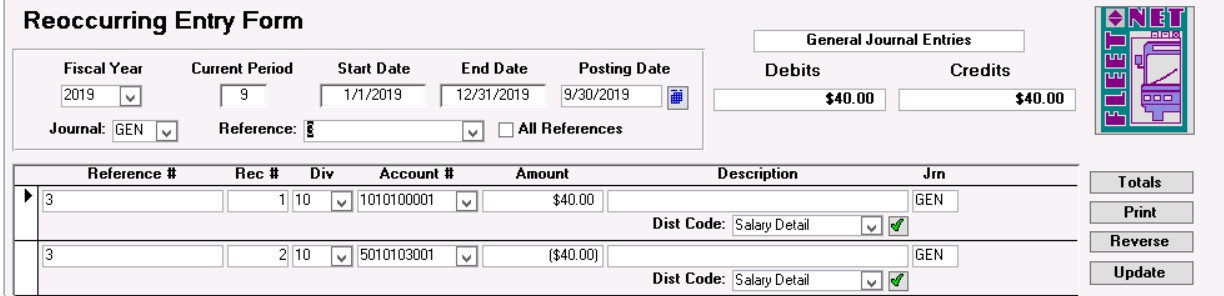 Reoccurring Entry Form
General Journal Entries
Fiscal Year Current Period Start Date End Date Posting Date Debits Credits
2019 9 1/1/2019 12/31/2019 9/30/2019 $40.00 $40.00
Journal: GEN Reference: 3 All References
FLEET NET
Reference # Rec # Div Account # Amount Description Jrn
3 1 10 1010100001 $40.00 GEN
Dist Code: Salary Detail
3 2 10 5010103001 ($40.00) GEN
Dist Code: Salary Detail
Totals
Print
Reverse
Update